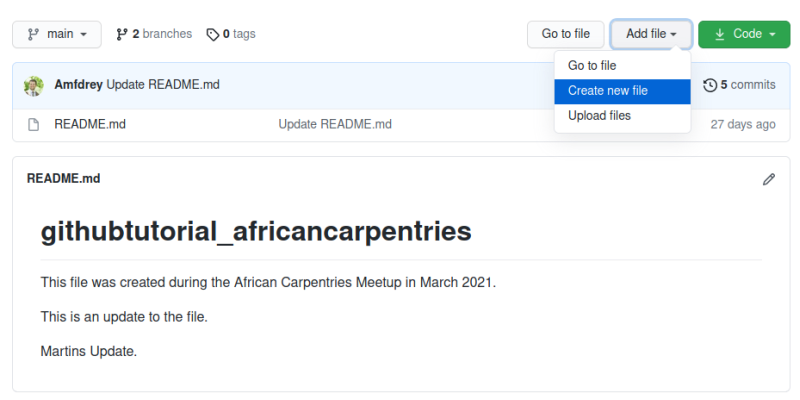 main 2 branches 0 tags Go to file Add file Code
Go to file
Amfdrey Update README.md 5 commits
Create new file
Upload files
README.md Update README.md 27 days ago
README.md
githubtutorial_africancarpentries
This file was created during the African Carpentries Meetup in March 2021.
This is an update to the file.
Martins Update.